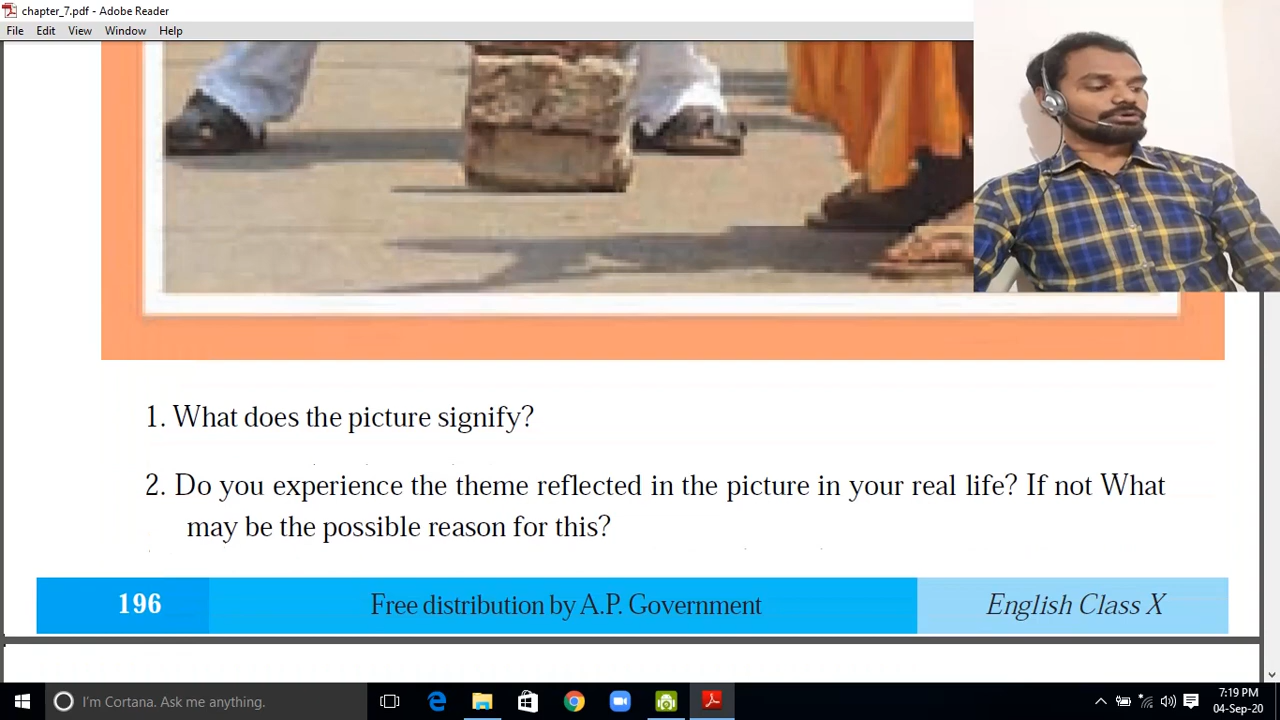 chapter_7.pdf - Adobe Reader
File Edit View Window Help
1. What does the picture signify?
2. Do you experience the theme reflected in the picture in your real life? If not What
may be the possible reason for this?
196 Free distribution by A.P. Government English Class X
I'm Cortana. Ask me anything.
7:19 PM
04-Sep-20